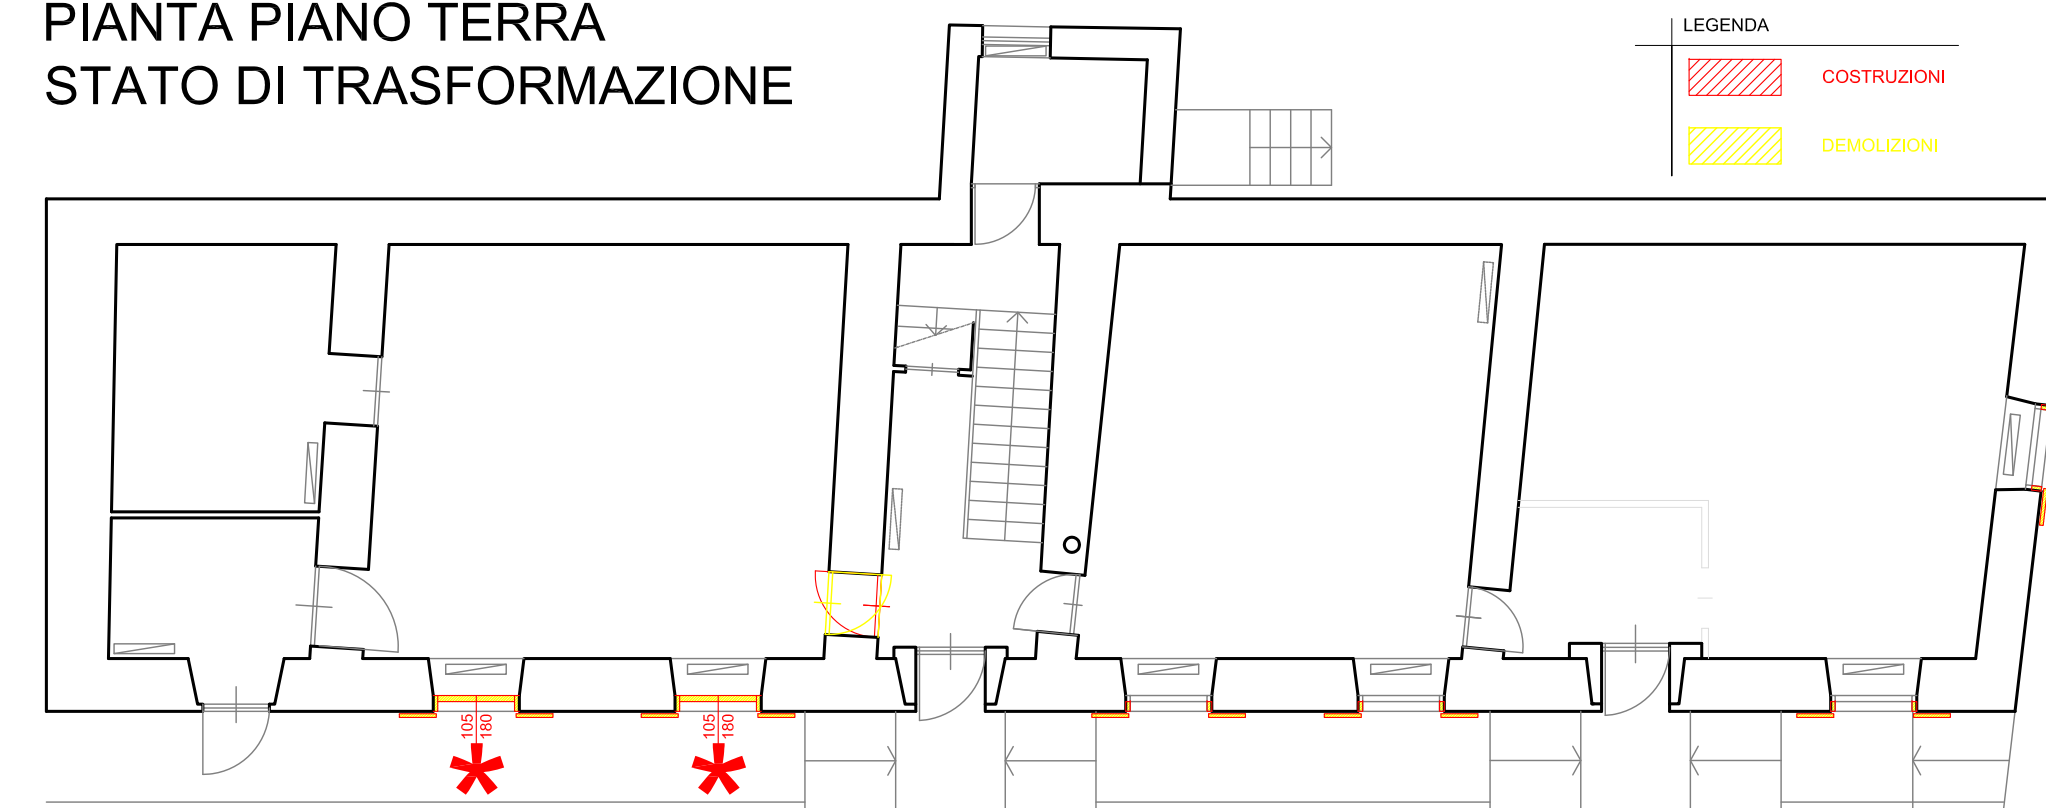 PIANTA PIANO TERRA
STATO DI TRASFORMAZIONE
LEGENDA
COSTRUZIONI
DEMOLIZIONI
105
180
105
180